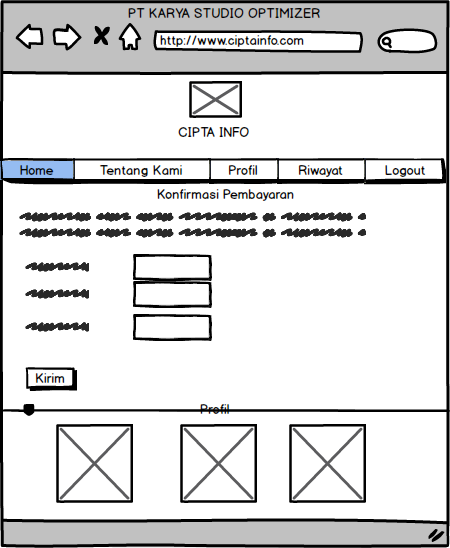 PT KARYA STUDIO OPTIMIZER
http://www.ciptainfo.com
CIPTA INFO
Home Tentang Kami Profil Riwayat Logout
Konfirmasi Pembayaran
Kirim
Profil